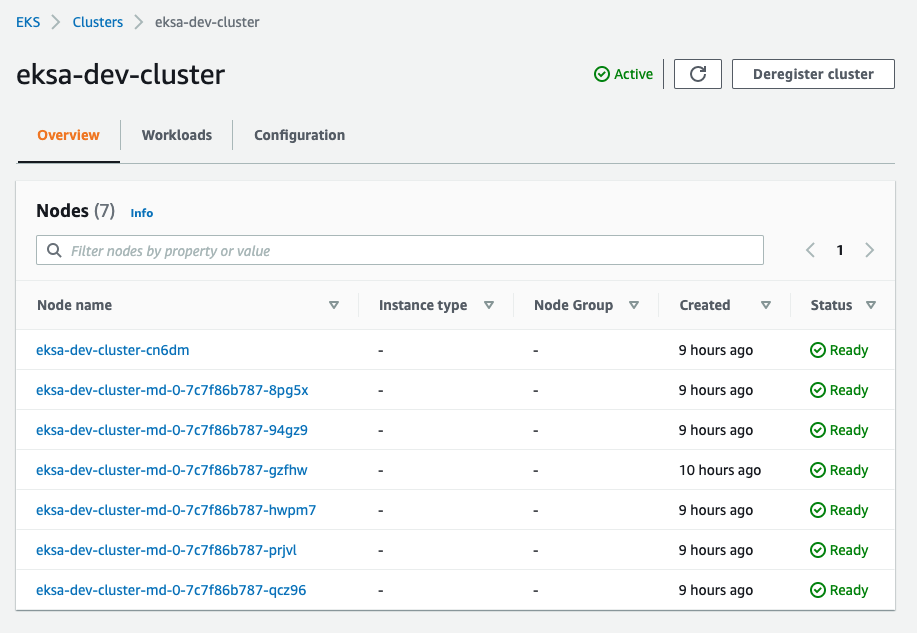 EKS Clusters eksa-dev-cluster
eksa-dev-cluster Active Deregister cluster
Overview Workloads Configuration
Nodes (7) Info
Filter nodes by property or value 1
Node name Instance type Node Group Created Status
eksa-dev-cluster-cn6dm - - 9 hours ago Ready
eksa-dev-cluster-md-0-7c7f86b787-8pg5x - - 9 hours ago Ready
eksa-dev-cluster-md-0-7c7f86b787-94gz9 - - 9 hours ago Ready
eksa-dev-cluster-md-0-7c7f86b787-gzfhw - - 10 hours ago Ready
eksa-dev-cluster-md-0-7c7f86b787-hwpm7 - - 9 hours ago Ready
eksa-dev-cluster-md-0-7c7f86b787-prjvl - - 9 hours ago Ready
eksa-dev-cluster-md-0-7c7f86b787-qcz96 - - 9 hours ago Ready